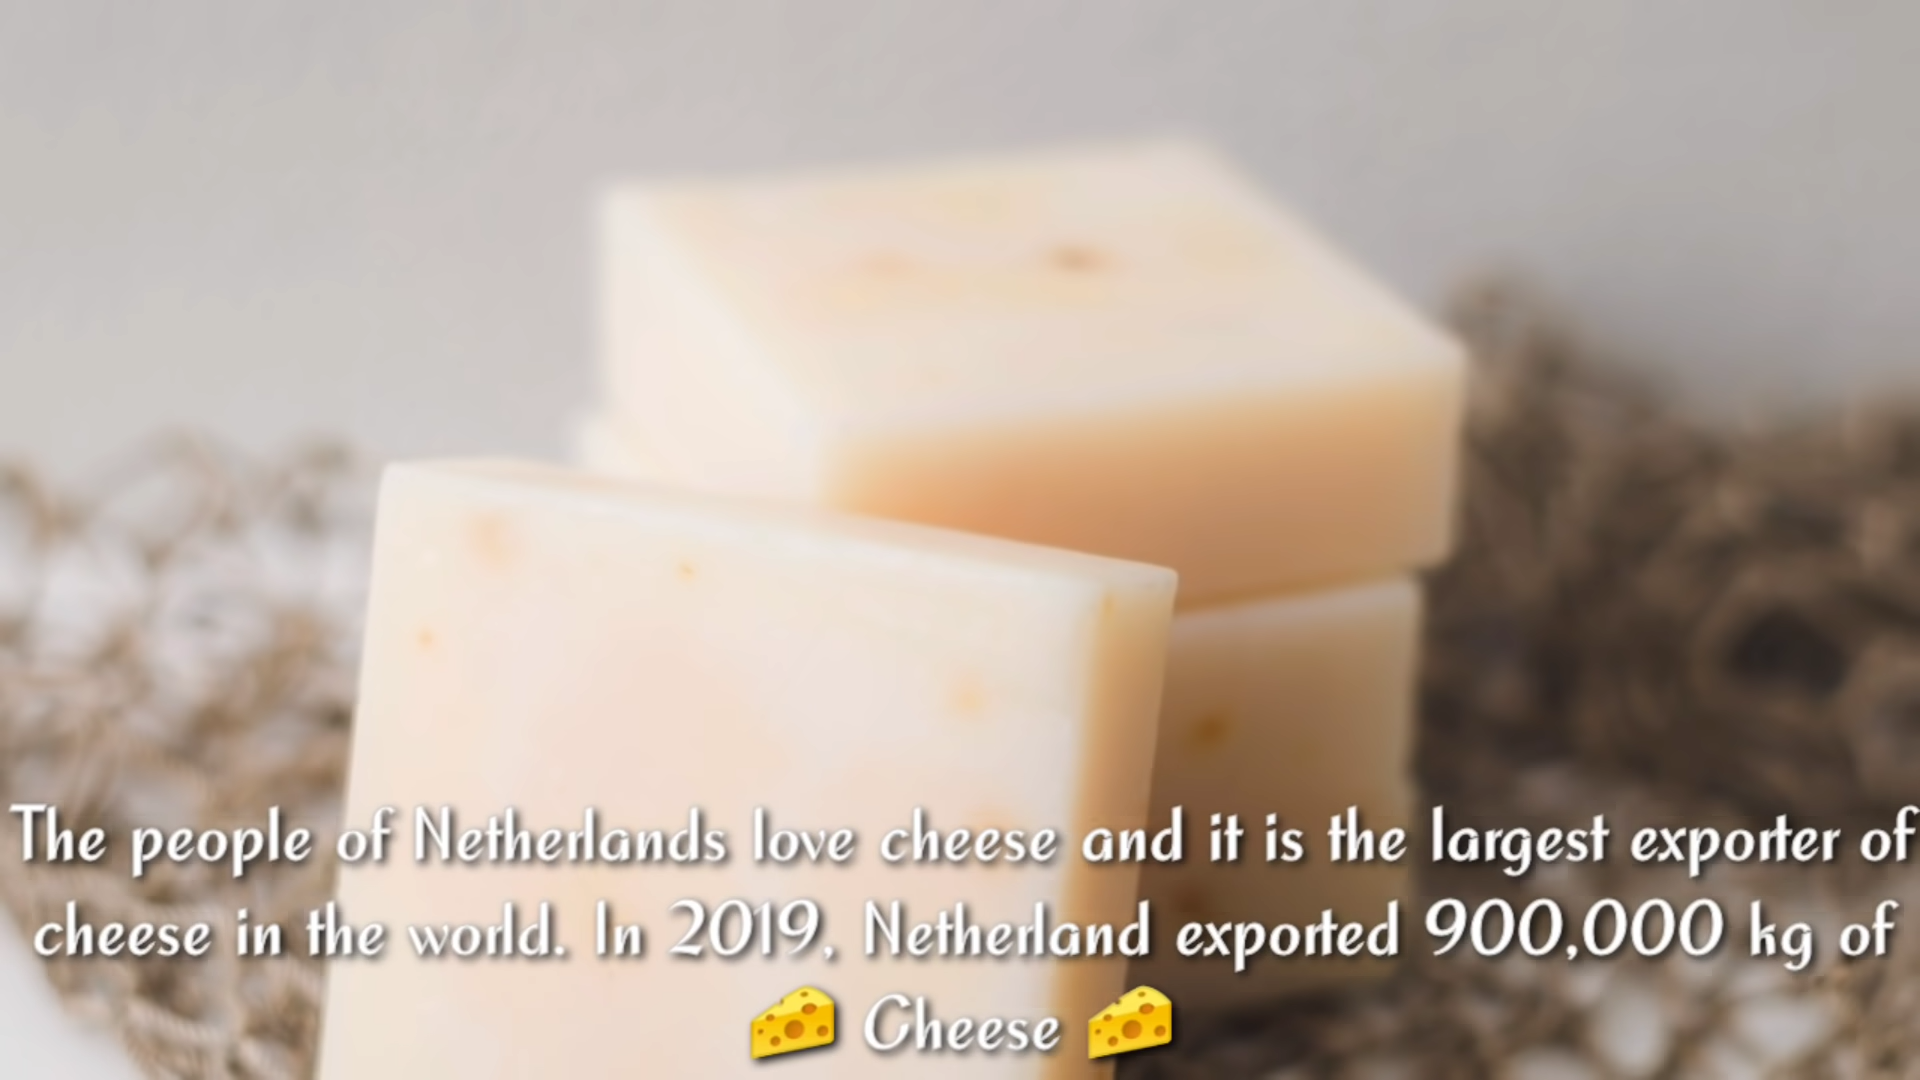 The people of Netherlands love cheese and it is the largest exporter of
cheese in the world. In 2019, Netherland exported 900,000 kg of
🧀 Cheese 🧀